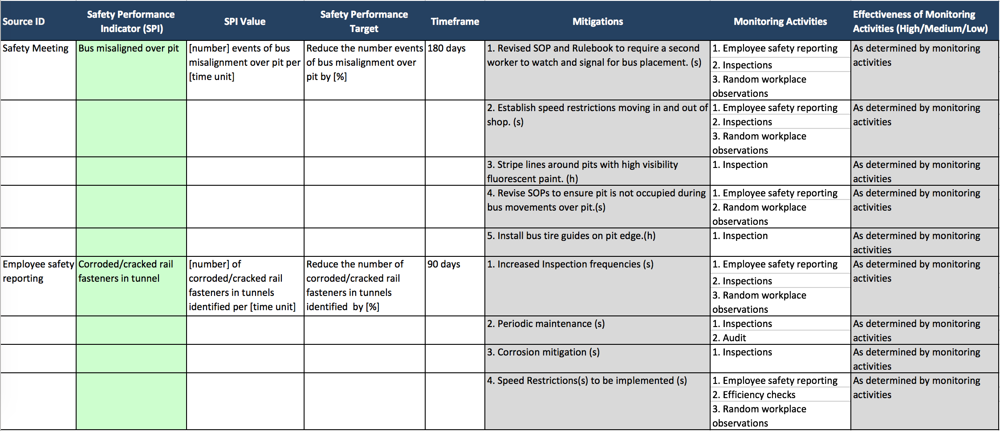 Source ID
Safety Performance
Indicator (SPI)
SPI Value
Safety Performance
Target
Timeframe
Mitigations
Monitoring Activities
Effectiveness of Monitoring
Activities (High/Medium/Low)
Safety Meeting
Bus misaligned over pit
[number] events of bus
misalignment over pit per
[time unit]
Reduce the number events
of bus misalignment over
pit by [%]
180 days
1. Revised SOP and Rulebook to require a second
worker to watch and signal for bus placement. (s)
1. Employee safety reporting
2. Inspections
3. Random workplace
observations
As determined by monitoring
activities
2. Establish speed restrictions moving in and out of
shop. (s)
1. Employee safety reporting
2. Inspections
3. Random workplace
observations
As determined by monitoring
activities
3. Stripe lines around pits with high visibility
fluorescent paint. (h)
1. Inspection
As determined by monitoring
activities
4. Revise SOPs to ensure pit is not occupied during
bus movements over pit.(s)
1. Employee safety reporting
2. Random workplace
observations
As determined by monitoring
activities
5. Install bus tire guides on pit edge.(h)
1. Inspection
As determined by monitoring
activities
Employee safety
reporting
Corroded/cracked rail
fasteners in tunnel
[number] of
corroded/cracked rail
fasteners in tunnels
identified per [time unit]
Reduce the number of
corroded/cracked rail
fasteners in tunnels
identified  by [%]
90 days
1. Increased Inspection frequencies (s)
1. Employee safety reporting
2. Inspections
3. Random workplace
observations
As determined by monitoring
activities
2. Periodic maintenance (s)
1. Inspections
2. Audit
As determined by monitoring
activities
3. Corrosion mitigation (s)
1. Inspections
As determined by monitoring
activities
4. Speed Restrictions(s) to be implemented (s)
1. Employee safety reporting
2. Efficiency checks
3. Random workplace
observations
As determined by monitoring
activities